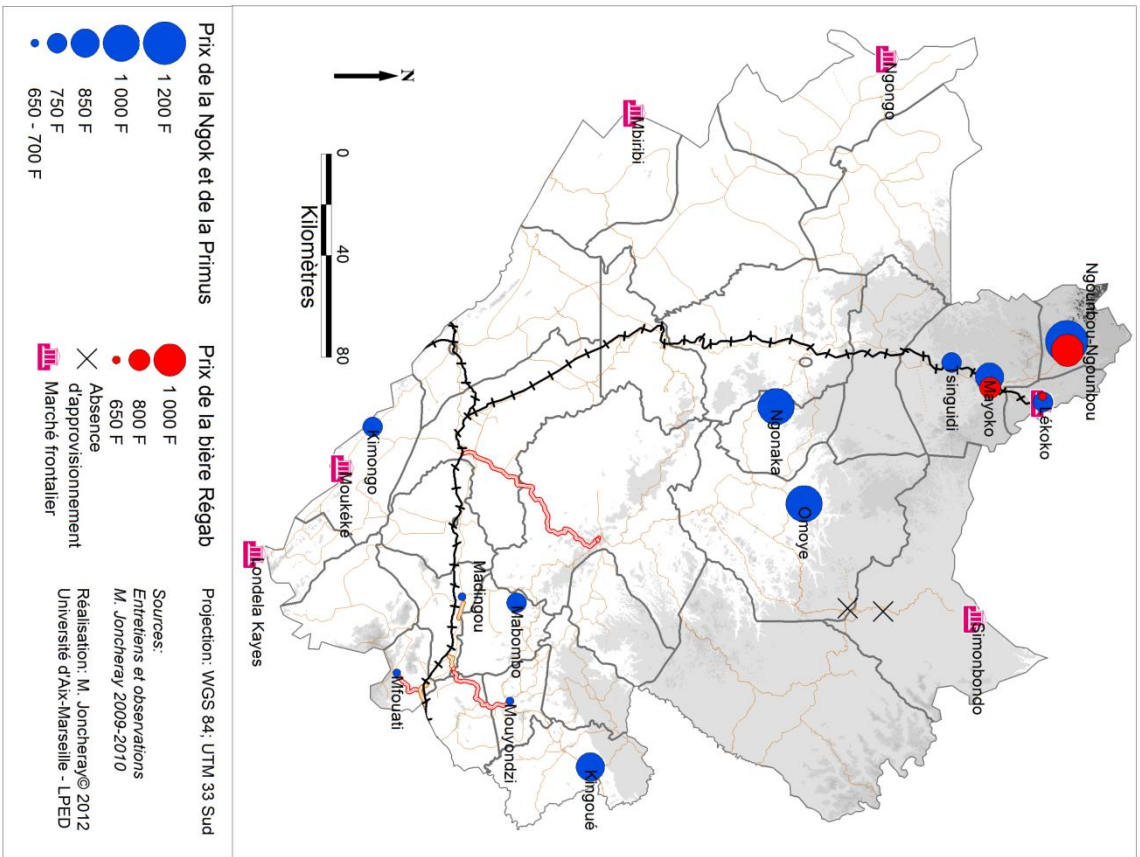 Ngongo
Mbiribi
Ngounbou-Ngounbou
Lékoko
Mayoko
Tsinguidi
Ngonaka
Omoye
Simonbondo
Kimongo
Moukéké
Londela Kayes
Madingou
Mabombo
Mfouati
Mouyondzi
Kingoué
N
0
40
80
Kilomètres
Prix de la Ngok et de la Primus
1 200 F
1 000 F
850 F
750 F
650 - 700 F
Prix de la bière Régab
1 000 F
800 F
650 F
Absence
d'approvisionnement
Marché frontalier
Projection: WGS 84; UTM 33 Sud
Sources:
Entretiens et observations
M. Joncheray 2009-2010
Réalisation: M. Joncheray© 2012
Université d'Aix-Marseille - LPED